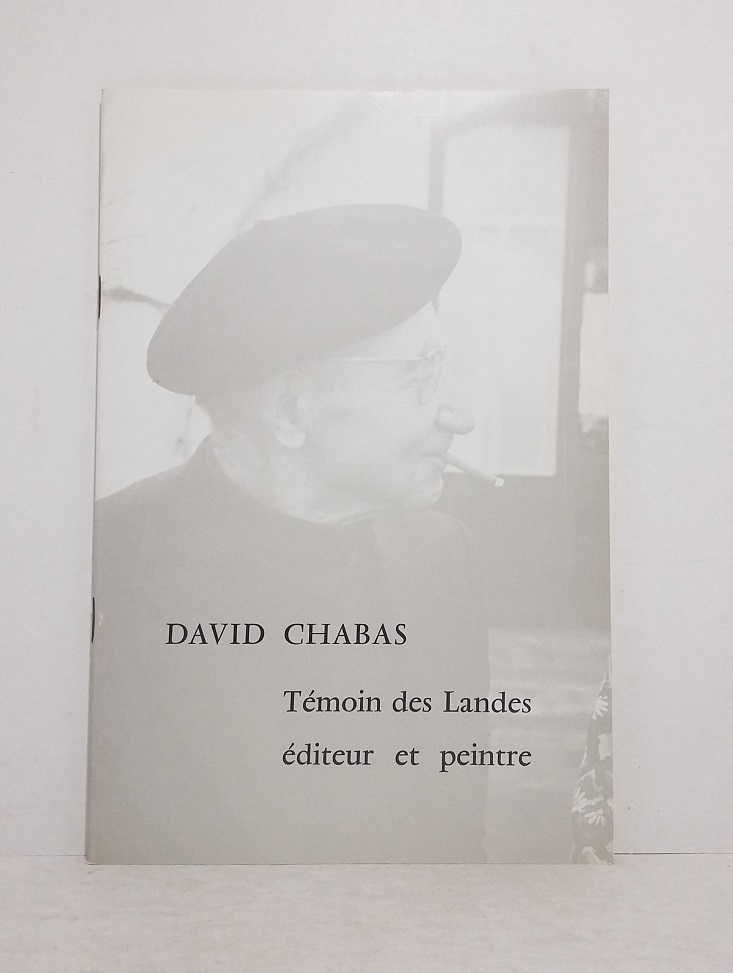 DAVID CHABAS
Témoin des Landes
éditeur et peintre